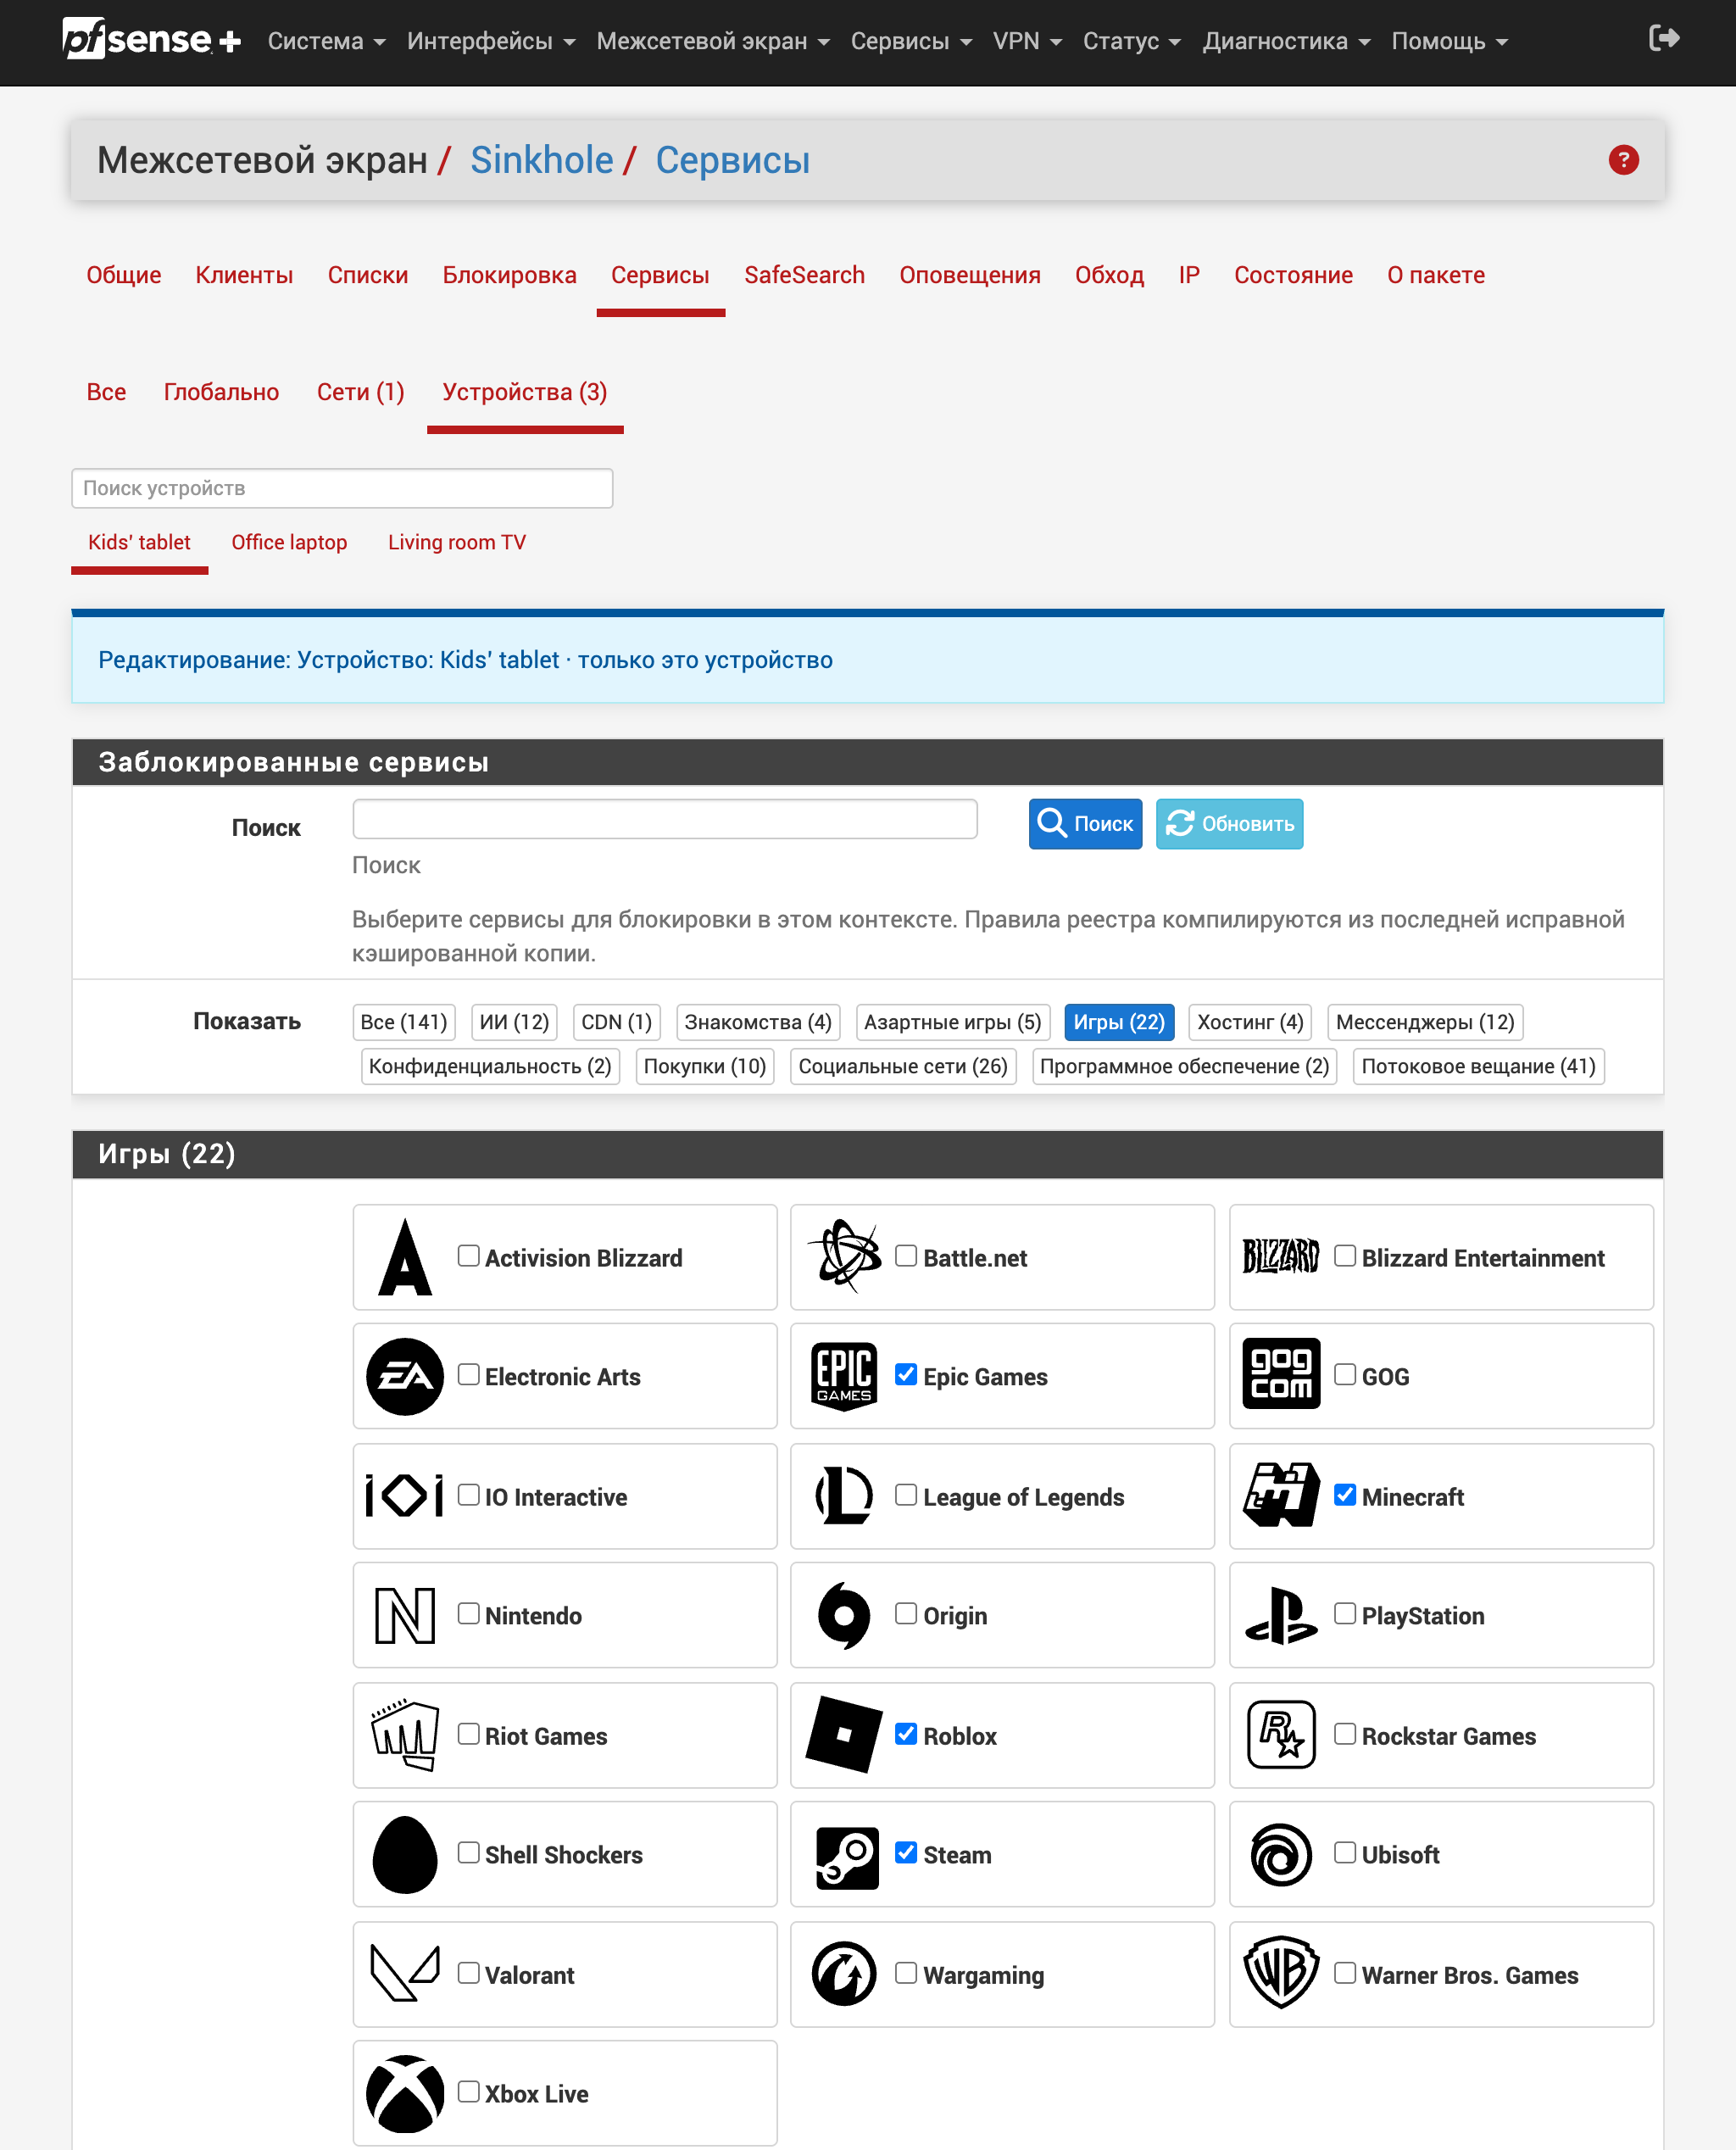 pfsense + Система Интерфейсы Межсетевой экран Сервисы VPN Статус Диагностика Помощь
Межсетевой экран / Sinkhole / Сервисы ?
Общие Клиенты Списки Блокировка Сервисы SafeSearch Оповещения Обход IP Состояние О пакете
Все Глобально Сети (1) Устройства (3)
Поиск устройств
Kids' tablet Office laptop Living room TV
Редактирование: Устройство: Kids' tablet · только это устройство
Заблокированные сервисы
Поиск Поиск Обновить
Поиск
Выберите сервисы для блокировки в этом контексте. Правила реестра компилируются из последней исправной
кэшированной копии.
Показать Все (141) ИИ (12) CDN (1) Знакомства (4) Азартные игры (5) Игры (22) Хостинг (4) Мессенджеры (12)
Конфиденциальность (2) Покупки (10) Социальные сети (26) Программное обеспечение (2) Потоковое вещание (41)
Игры (22)
Activision Blizzard Battle.net BLIZZARD Blizzard Entertainment
EA Electronic Arts EPIC GAMES Epic Games gog com GOG
IO Interactive League of Legends Minecraft
Nintendo Origin PlayStation
Riot Games Roblox R Rockstar Games
Shell Shockers Steam Ubisoft
Valorant Wargaming WB Warner Bros. Games
Xbox Live